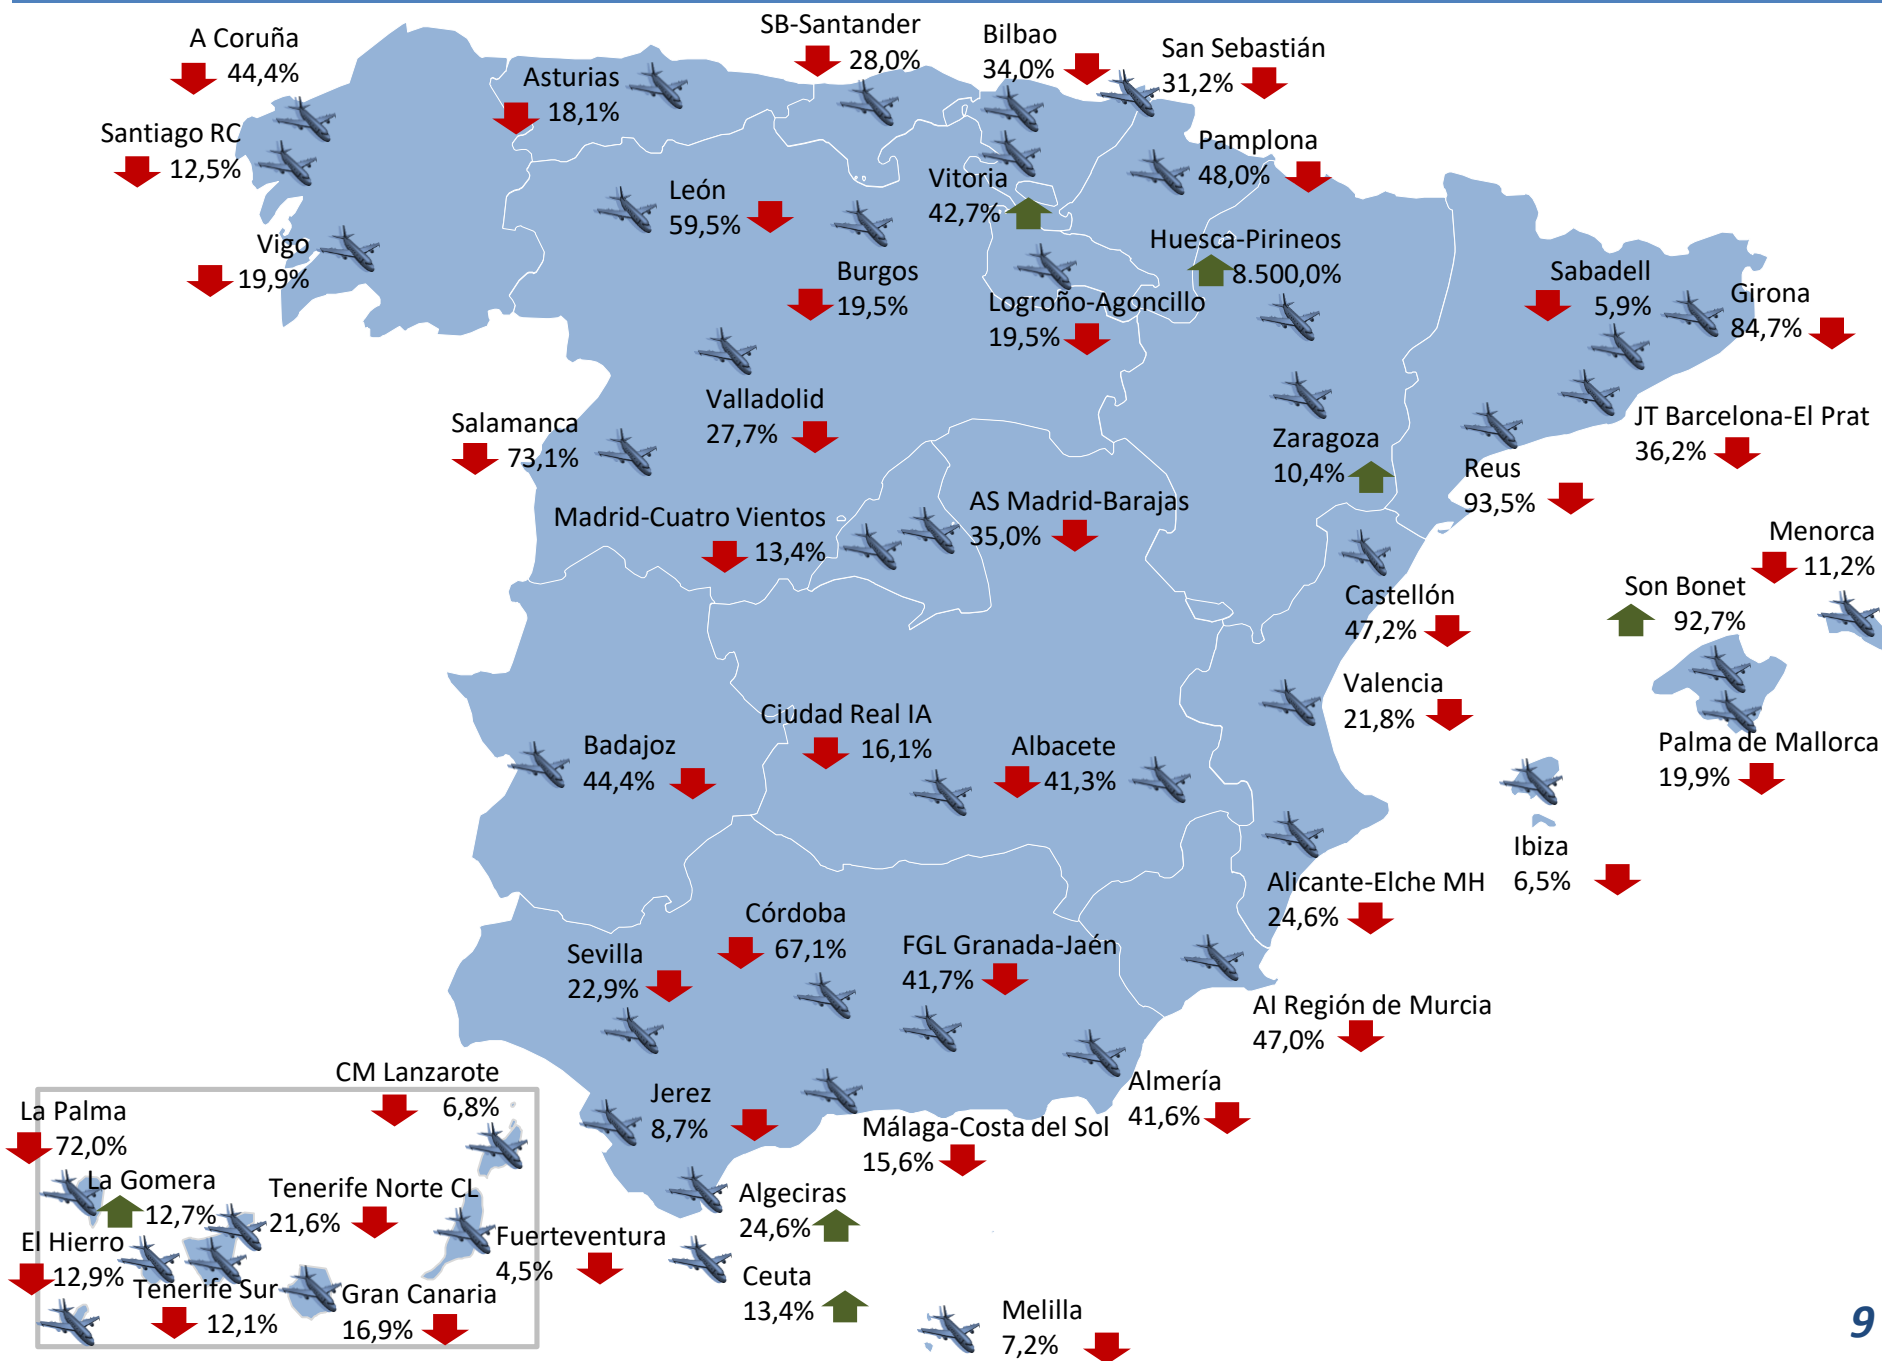 A Coruña
44,4%
Santiago RC
12,5%
Vigo
19,9%
Asturias
18,1%
SB-Santander
28,0%
Bilbao
34,0%
San Sebastián
31,2%
Pamplona
48,0%
Vitoria
42,7%
León
59,5%
Burgos
19,5%
Logroño-Agoncillo
19,5%
Huesca-Pirineos
8.500,0%
Sabadell
5,9%
Girona
84,7%
Valladolid
27,7%
Salamanca
73,1%
Zaragoza
10,4%
JT Barcelona-El Prat
36,2%
Reus
93,5%
Madrid-Cuatro Vientos
13,4%
AS Madrid-Barajas
35,0%
Menorca
11,2%
Son Bonet
92,7%
Castellón
47,2%
Valencia
21,8%
Palma de Mallorca
19,9%
Ciudad Real IA
16,1%
Badajoz
44,4%
Albacete
41,3%
Ibiza
6,5%
Alicante-Elche MH
24,6%
Córdoba
67,1%
Sevilla
22,9%
FGL Granada-Jaén
41,7%
AI Región de Murcia
47,0%
Almería
41,6%
Jerez
8,7%
Málaga-Costa del Sol
15,6%
CM Lanzarote
6,8%
La Palma
72,0%
La Gomera
12,7%
Tenerife Norte CL
21,6%
El Hierro
12,9%
Tenerife Sur
12,1%
Gran Canaria
16,9%
Fuerteventura
4,5%
Algeciras
24,6%
Ceuta
13,4%
Melilla
7,2%
9